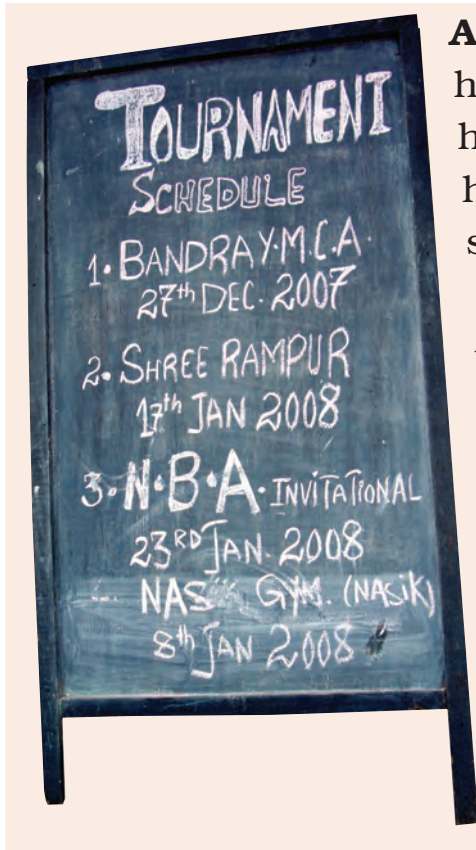 TOURNAMENT
SCHEDULE
1. BANDRA Y.M.C.A.
27th DEC. 2007
2. SHREE RAMPUR
17th JAN 2008
3. N.B.A. INVITATIONAL
23RD JAN. 2008
GYM. (NASIK)
8th JAN 2008
A
h
h
h
s